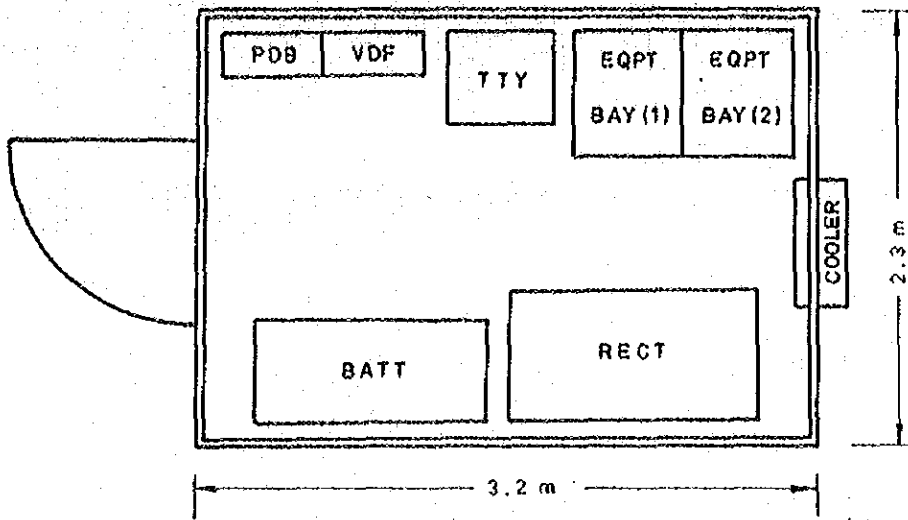 PDB VDF
TTY
EQPT EQPT
BAY(1) BAY(2)
COOLER
2.3 m
BATT
RECT
3.2 m